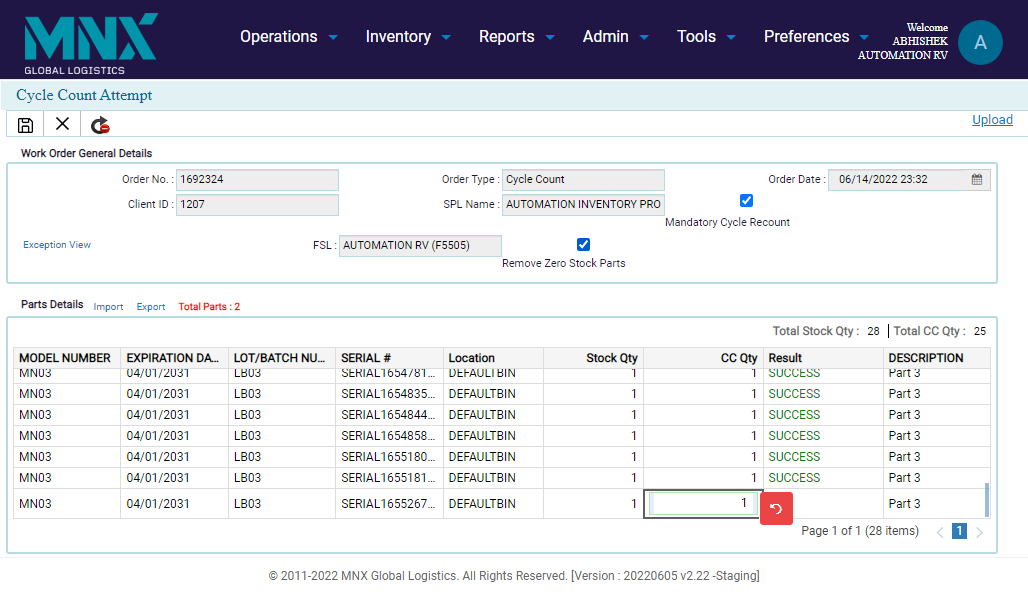 MNX
GLOBAL LOGISTICS
Operations Inventory Reports Admin Tools Preferences
Welcome
ABHISHEK
AUTOMATION RV
A
Cycle Count Attempt
Upload
Work Order General Details
Order No. : 1692324 Order Type : Cycle Count Order Date : 06/14/2022 23:32
Client ID : 1207 SPL Name : AUTOMATION INVENTORY PRO
Mandatory Cycle Recount
Exception View FSL : AUTOMATION RV (F5505)
Remove Zero Stock Parts
Parts Details Import Export Total Parts : 2
Total Stock Qty : 28 Total CC Qty : 25
MODEL NUMBER EXPIRATION DA... LOT/BATCH NU... SERIAL # Location Stock Qty CC Qty Result DESCRIPTION
MN03 04/01/2031 LB03 SERIAL1654781... DEFAULTBIN 1 1 SUCCESS Part 3
MN03 04/01/2031 LB03 SERIAL1654835... DEFAULTBIN 1 1 SUCCESS Part 3
MN03 04/01/2031 LB03 SERIAL1654844... DEFAULTBIN 1 1 SUCCESS Part 3
MN03 04/01/2031 LB03 SERIAL1654858... DEFAULTBIN 1 1 SUCCESS Part 3
MN03 04/01/2031 LB03 SERIAL1655180... DEFAULTBIN 1 1 SUCCESS Part 3
MN03 04/01/2031 LB03 SERIAL1655181... DEFAULTBIN 1 1 SUCCESS Part 3
MN03 04/01/2031 LB03 SERIAL1655267... DEFAULTBIN 1 1 Part 3
Page 1 of 1 (28 items) 1
© 2011-2022 MNX Global Logistics. All Rights Reserved. [Version : 20220605 v2.22 -Staging]